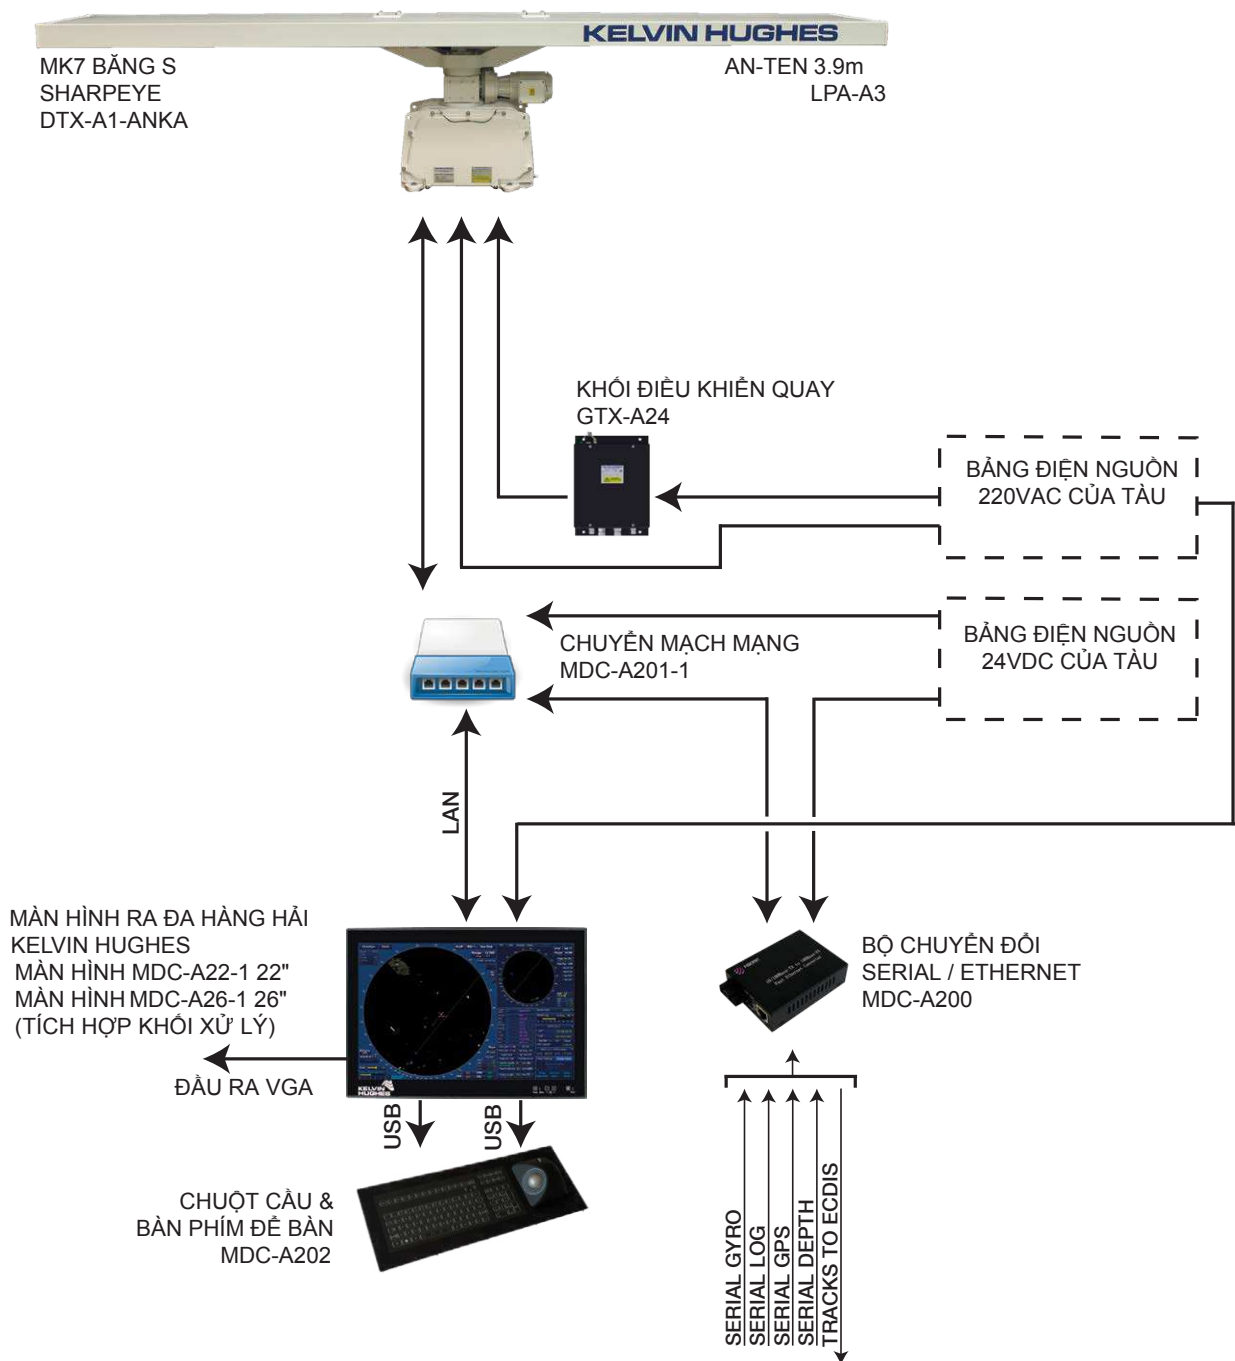 KELVIN HUGHES
MK7 BĂNG S
SHARPEYE
DTX-A1-ANKA
AN-TEN 3.9m
LPA-A3
KHỐI ĐIỀU KHIỂN QUAY
GTX-A24
BẢNG ĐIỆN NGUỒN
220VAC CỦA TÀU
BẢNG ĐIỆN NGUỒN
24VDC CỦA TÀU
CHUYỂN MẠCH MẠNG
MDC-A201-1
LAN
MÀN HÌNH RA ĐA HÀNG HẢI
KELVIN HUGHES
MÀN HÌNH MDC-A22-1 22"
MÀN HÌNH MDC-A26-1 26"
(TÍCH HỢP KHỐI XỬ LÝ)
ĐẦU RA VGA
KELVIN
HUGHES
BỘ CHUYỂN ĐỔI
SERIAL / ETHERNET
MDC-A200
USB
USB
CHUỘT CẦU &
BÀN PHÍM ĐỂ BÀN
MDC-A202
SERIAL GYRO
SERIAL LOG
SERIAL GPS
SERIAL DEPTH
TRACKS TO ECDIS